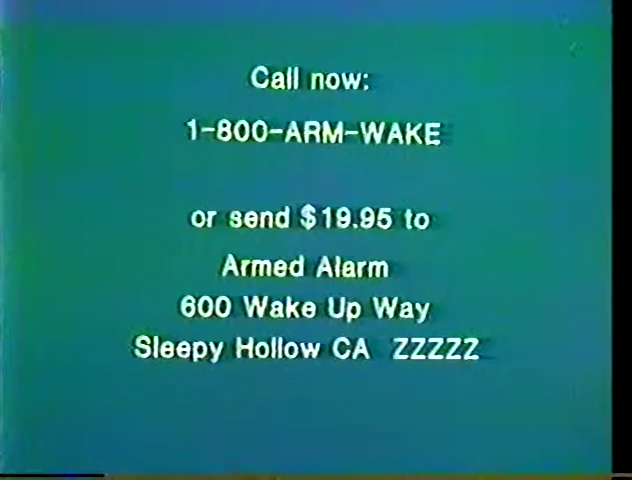 Call now:
1-800-ARM-WAKE
or send $19.95 to
Armed Alarm
600 Wake Up Way
Sleepy Hollow CA ZZZZZ